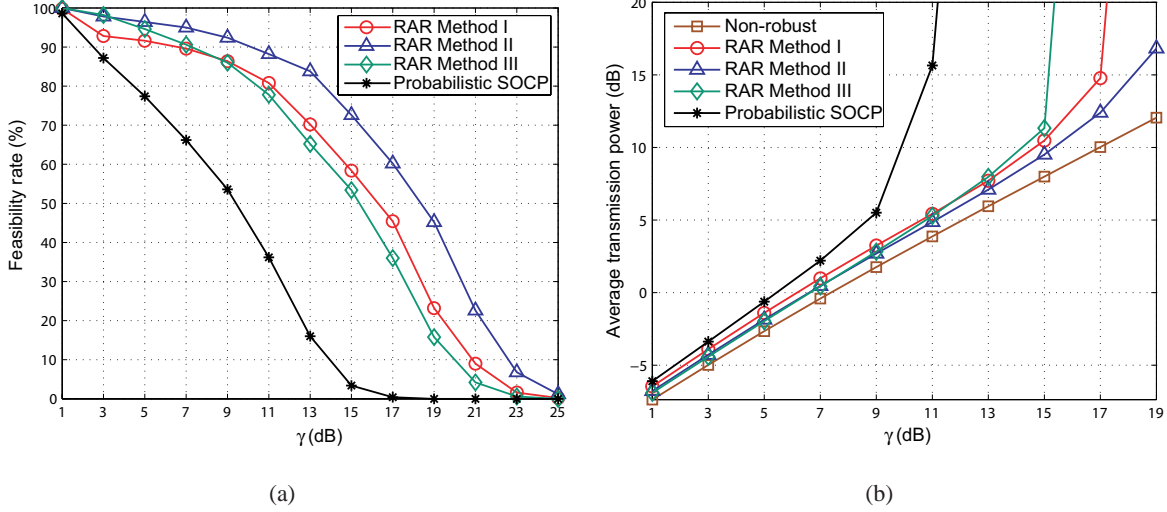 100
90
80
70
60
50
40
30
20
10
0
Feasibility rate (%)
1 3 5 7 9 11 13 15 17 19 21 23 25
γ (dB)
RAR Method I
RAR Method II
RAR Method III
Probabilistic SOCP
(a)
20
15
10
5
0
−5
Average transmission power (dB)
1 3 5 7 9 11 13 15 17 19
γ (dB)
Non-robust
RAR Method I
RAR Method II
RAR Method III
Probabilistic SOCP
(b)